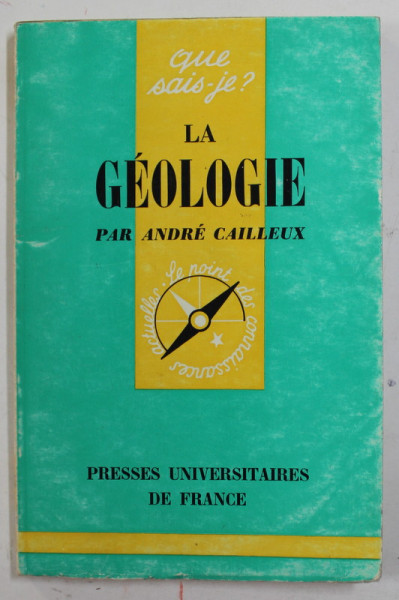 que
sais-je?
LA
GÉOLOGIE
PAR ANDRÉ CAILLEUX
Le point des connaissances actuelles.
PRESSES UNIVERSITAIRES
DE FRANCE